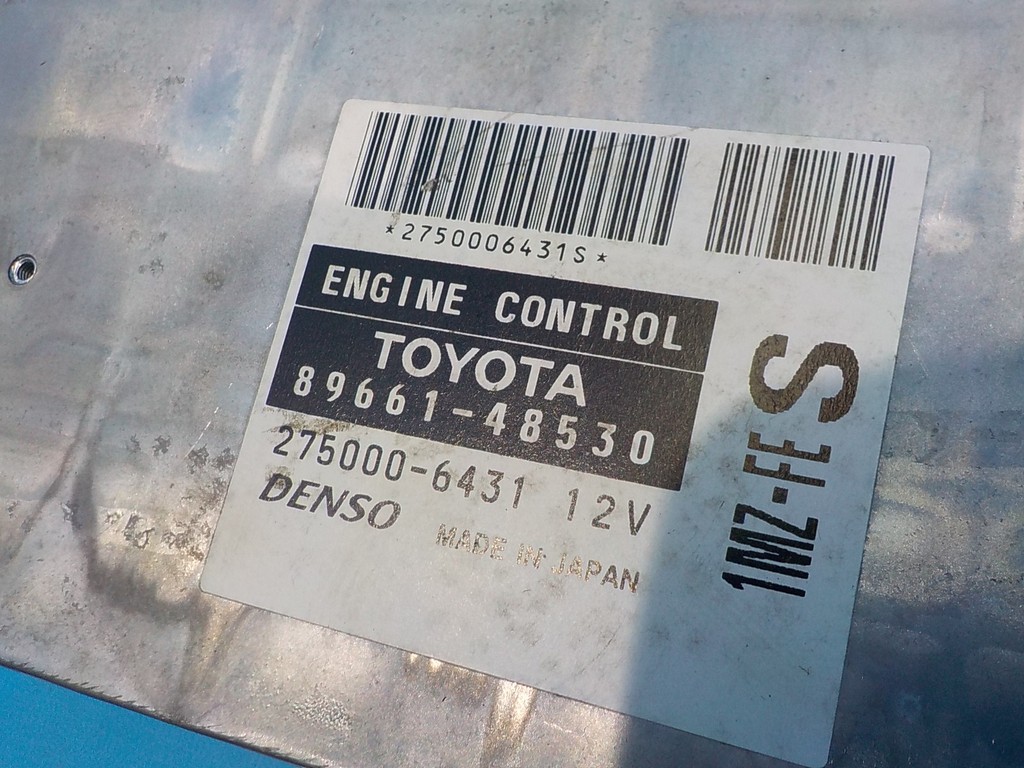 *2750006431S*
ENGINE CONTROL
TOYOTA
89661-48530
275000-6431 12V
DENSO
MADE IN JAPAN
1MZ-FE S